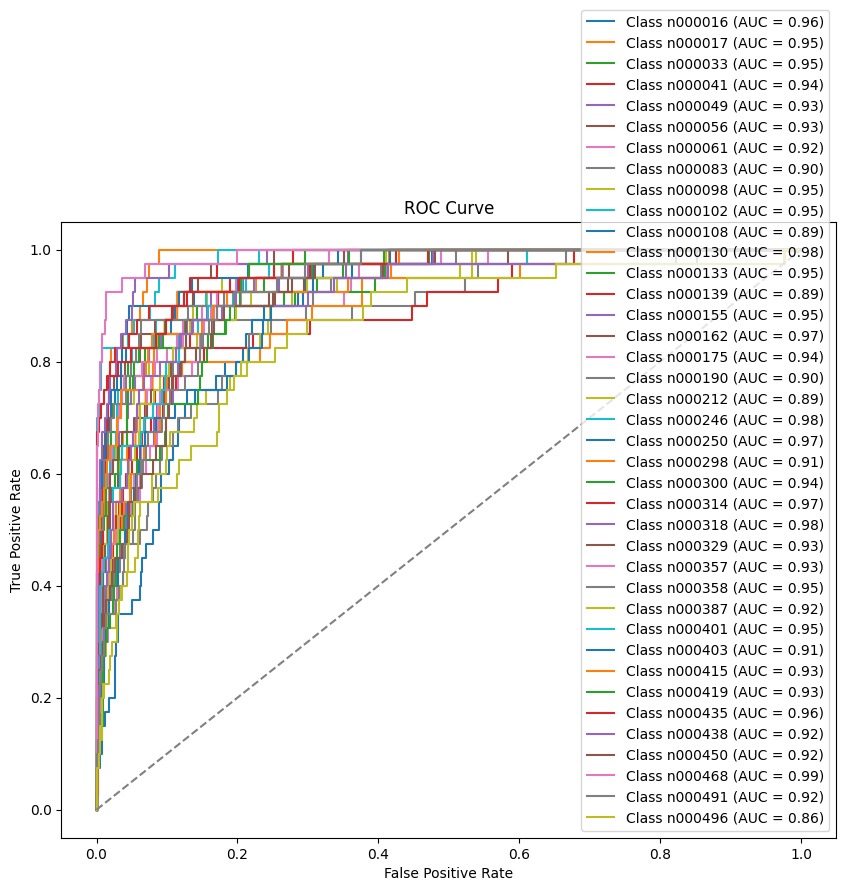 ROC Curve
Class n000016 (AUC = 0.96)
Class n000017 (AUC = 0.95)
Class n000033 (AUC = 0.95)
Class n000041 (AUC = 0.94)
Class n000049 (AUC = 0.93)
Class n000056 (AUC = 0.93)
Class n000061 (AUC = 0.92)
Class n000083 (AUC = 0.90)
Class n000098 (AUC = 0.95)
Class n000102 (AUC = 0.95)
Class n000108 (AUC = 0.89)
Class n000130 (AUC = 0.98)
Class n000133 (AUC = 0.95)
Class n000139 (AUC = 0.89)
Class n000155 (AUC = 0.95)
Class n000162 (AUC = 0.97)
Class n000175 (AUC = 0.94)
Class n000190 (AUC = 0.90)
Class n000212 (AUC = 0.89)
Class n000246 (AUC = 0.98)
Class n000250 (AUC = 0.97)
Class n000298 (AUC = 0.91)
Class n000300 (AUC = 0.94)
Class n000314 (AUC = 0.97)
Class n000318 (AUC = 0.98)
Class n000329 (AUC = 0.93)
Class n000357 (AUC = 0.93)
Class n000358 (AUC = 0.95)
Class n000387 (AUC = 0.92)
Class n000401 (AUC = 0.95)
Class n000403 (AUC = 0.91)
Class n000415 (AUC = 0.93)
Class n000419 (AUC = 0.93)
Class n000435 (AUC = 0.96)
Class n000438 (AUC = 0.92)
Class n000450 (AUC = 0.92)
Class n000468 (AUC = 0.99)
Class n000491 (AUC = 0.92)
Class n000496 (AUC = 0.86)
True Positive Rate
1.0
0.8
0.6
0.4
0.2
0.0
0.0 0.2 0.4 0.6 0.8 1.0
False Positive Rate